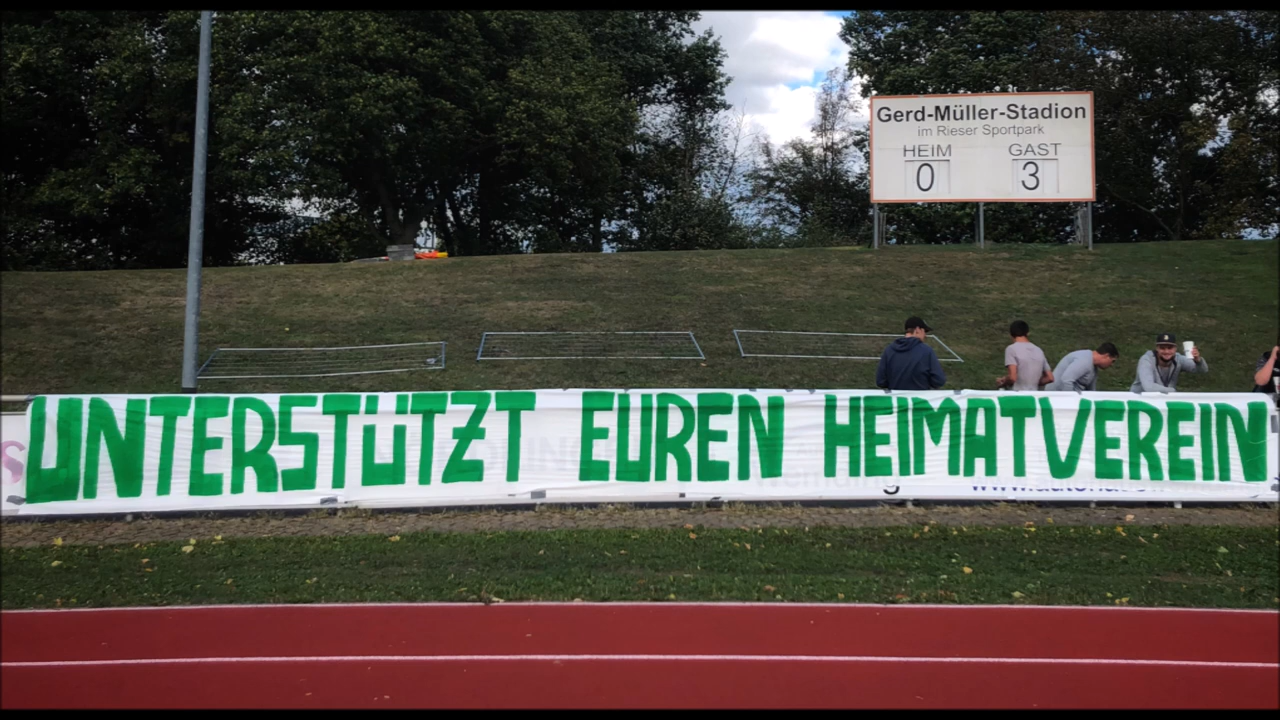 Gerd-Müller-Stadion
im Rieser Sportpark
HEIM GAST
0 3
UNTERSTÜTZT EUREN HEIMATVEREIN